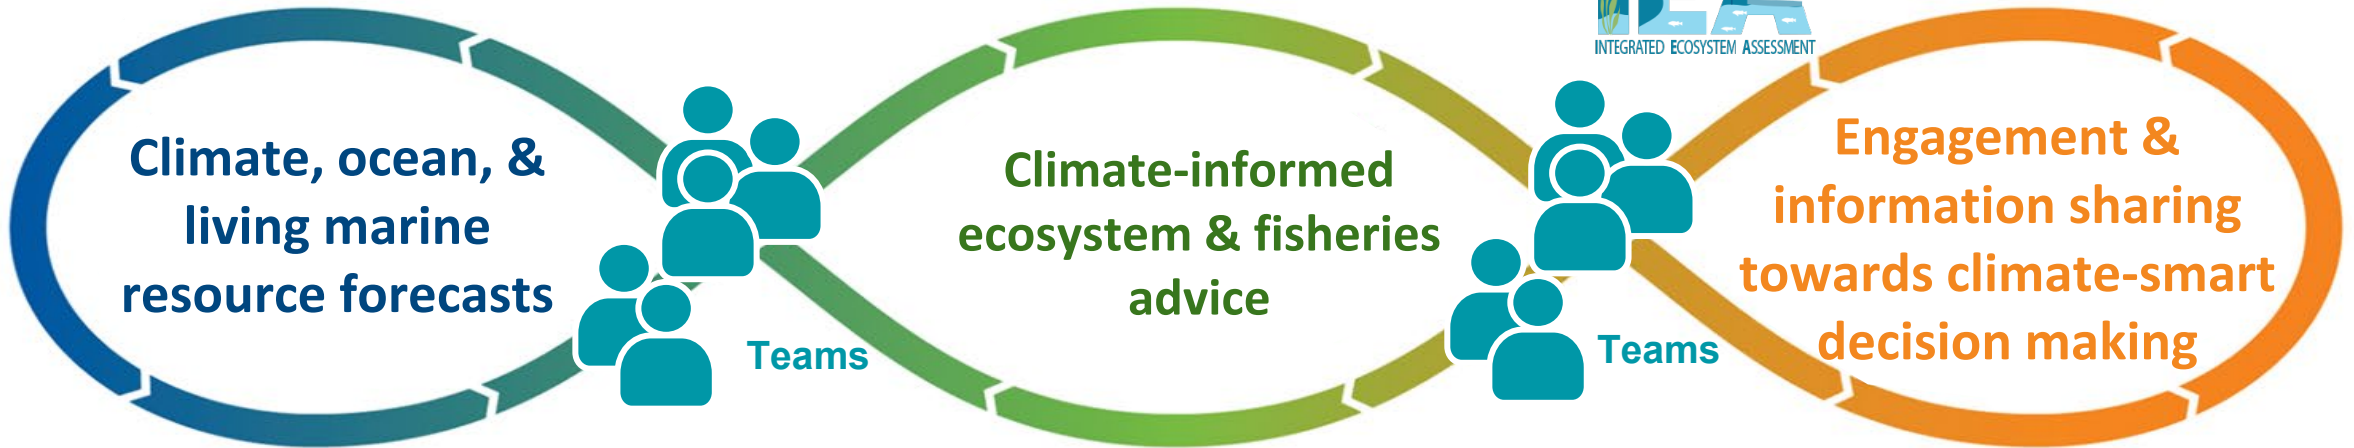 INTEGRATED ECOSYSTEM ASSESSMENT
Climate, ocean, &
living marine
resource forecasts
Teams
Climate-informed
ecosystem & fisheries
advice
Teams
Engagement &
information sharing
towards climate-smart
decision making